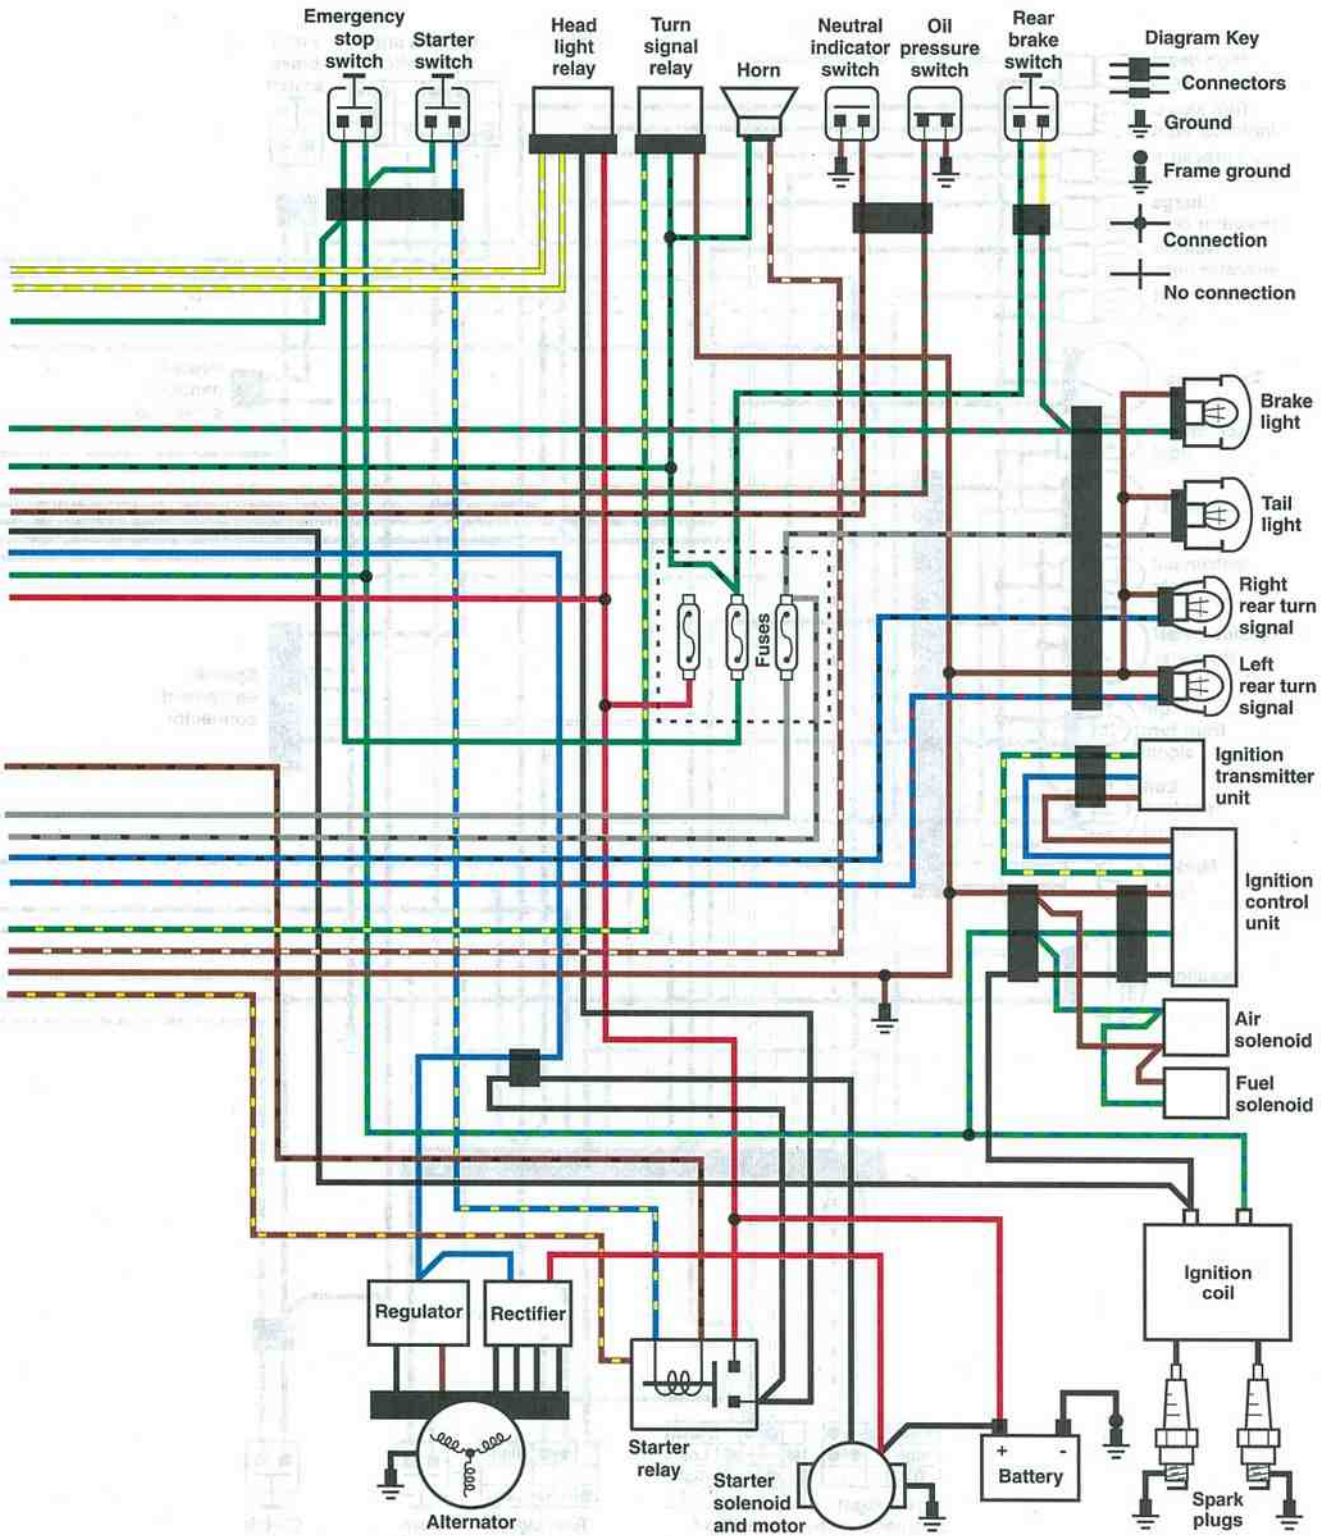 Emergency
stop
switch
Starter
switch
Head
light
relay
Turn
signal
relay
Horn
Neutral
indicator
switch
Oil
pressure
switch
Rear
brake
switch
Diagram Key
Connectors
Ground
Frame ground
Connection
No connection
Brake
light
Tail
light
Right
rear turn
signal
Fuses
Left
rear turn
signal
Ignition
transmitter
unit
Ignition
control
unit
Air
solenoid
Fuel
solenoid
Ignition
coil
Regulator
Rectifier
Starter
relay
Starter
solenoid
and motor
+
-
Battery
Spark
plugs
Alternator